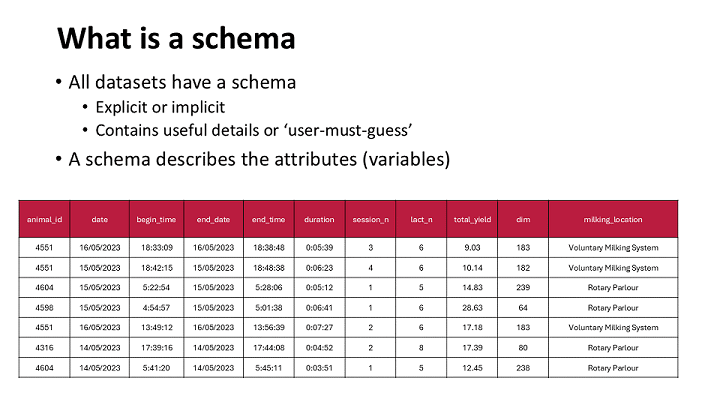 What is a schema
• All datasets have a schema
• Explicit or implicit
• Contains useful details or ‘user-must-guess’
• A schema describes the attributes (variables)
animal_id date begin_time end_date end_time duration session_n lact_n total_yield dim milking_location
4551 16/05/2023 18:33:09 16/05/2023 18:38:48 0:05:39 3 6 9.03 183 Voluntary Milking System
4551 15/05/2023 18:42:15 15/05/2023 18:48:38 0:06:23 4 6 10.14 182 Voluntary Milking System
4604 15/05/2023 5:22:54 15/05/2023 5:28:06 0:05:12 1 5 14.83 239 Rotary Parlour
4598 15/05/2023 4:54:57 15/05/2023 5:01:38 0:06:41 1 6 28.63 64 Rotary Parlour
4551 16/05/2023 13:49:12 16/05/2023 13:56:39 0:07:27 2 6 17.18 183 Voluntary Milking System
4316 14/05/2023 17:39:16 14/05/2023 17:44:08 0:04:52 2 8 17.39 80 Rotary Parlour
4604 14/05/2023 5:41:20 14/05/2023 5:45:11 0:03:51 1 5 12.45 238 Rotary Parlour